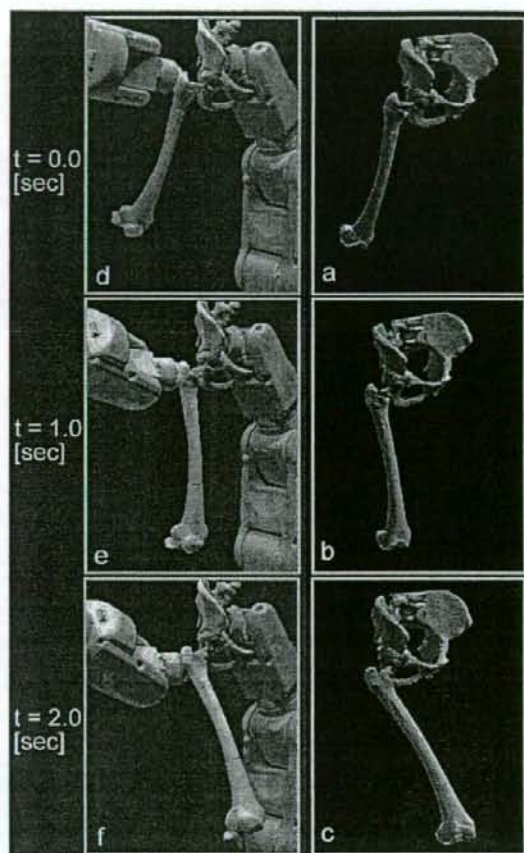 t = 0.0
[sec]
d
a
t = 1.0
[sec]
e
b
t = 2.0
[sec]
f
c